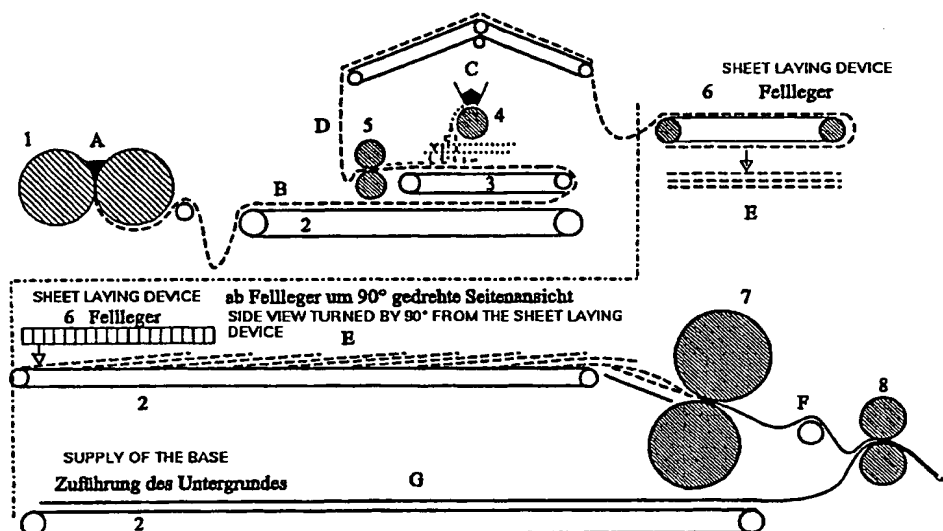 C
SHEET LAYING DEVICE
6 Fellleger
4
D
5
1
A
3
B
2
E
SHEET LAYING DEVICE
6 Fellleger
ab Fellleger um 90° gedrehte Seitenansicht
SIDE VIEW TURNED BY 90° FROM THE SHEET LAYING
DEVICE
E
7
2
8
F
SUPPLY OF THE BASE
Zuführung des Untergrundes
G
2